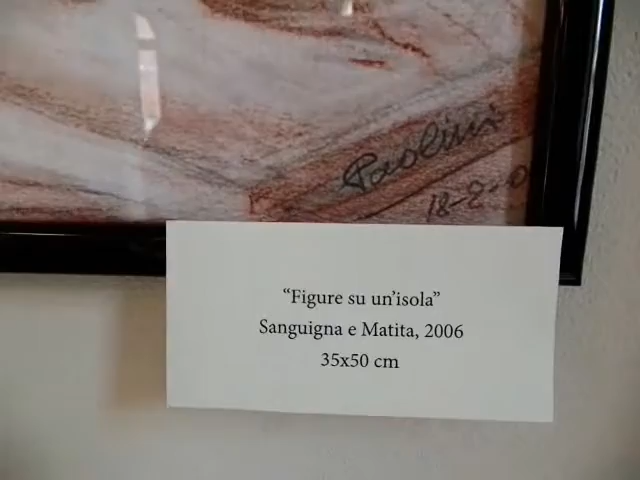 Paolini
18-2-0
“Figure su un’isola”
Sanguigna e Matita, 2006
35x50 cm